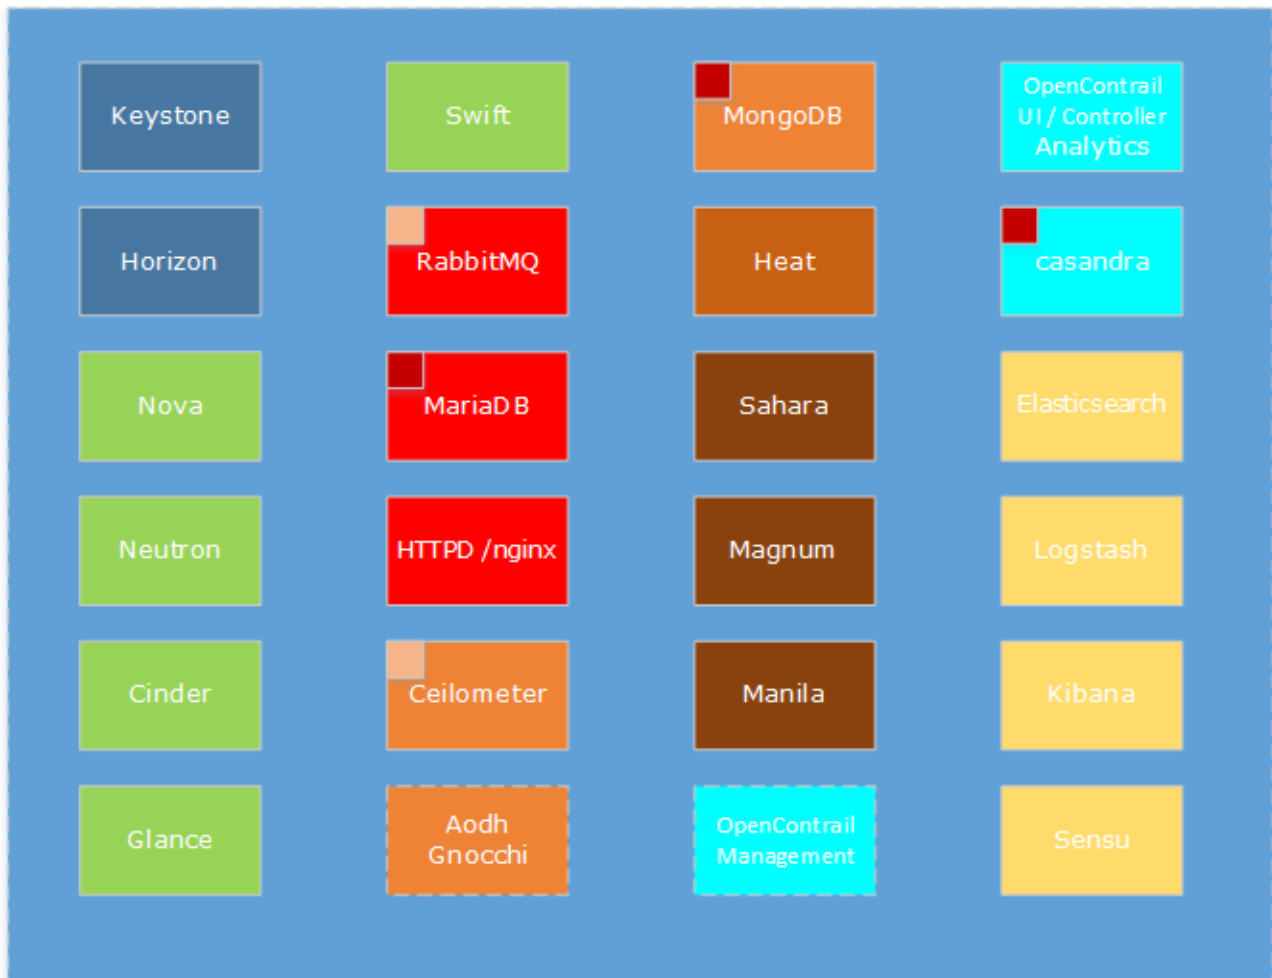 Keystone
Swift
MongoDB
OpenContrail
UI / Controller
Analytics
Horizon
RabbitMQ
Heat
casandra
Nova
MariaDB
Sahara
Elasticsearch
Neutron
HTTPD /nginx
Magnum
Logstash
Cinder
Ceilometer
Manila
Kibana
Glance
Aodh
Gnocchi
OpenContrail
Management
Sensu